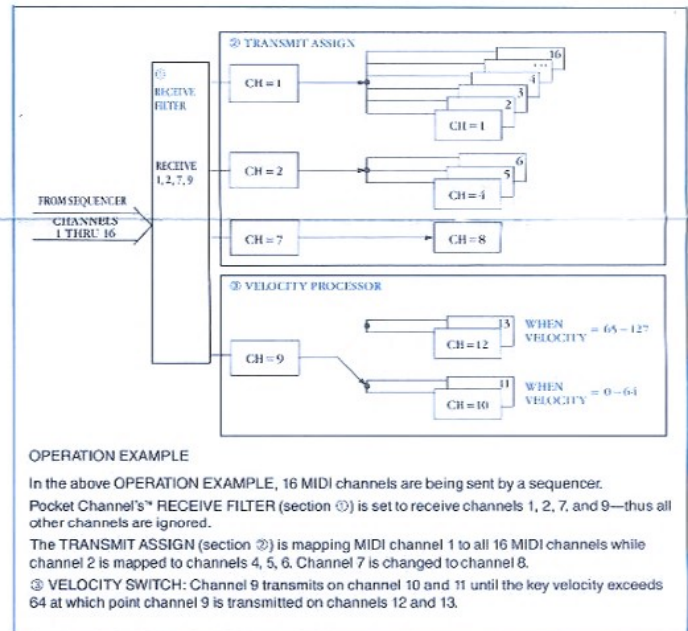 ② TRANSMIT ASSIGN
①
RECEIVE
FILTER
RECEIVE
1, 2, 7, 9
FROM SEQUENCER
CHANNELS
1 THRU 16
CH = 1
16
...
4
3
2
CH = 1
CH = 2
6
5
CH = 4
CH = 7
CH = 8
③ VELOCITY PROCESSOR
CH = 9
13
CH = 12
WHEN
VELOCITY = 65 – 127
11
CH = 10
WHEN
VELOCITY = 0 – 64
OPERATION EXAMPLE
In the above OPERATION EXAMPLE, 16 MIDI channels are being sent by a sequencer.
Pocket Channel's™ RECEIVE FILTER (section ①) is set to receive channels 1, 2, 7, and 9—thus all
other channels are ignored.
The TRANSMIT ASSIGN (section ②) is mapping MIDI channel 1 to all 16 MIDI channels while
channel 2 is mapped to channels 4, 5, 6. Channel 7 is changed to channel 8.
③ VELOCITY SWITCH: Channel 9 transmits on channel 10 and 11 until the key velocity exceeds
64 at which point channel 9 is transmitted on channels 12 and 13.